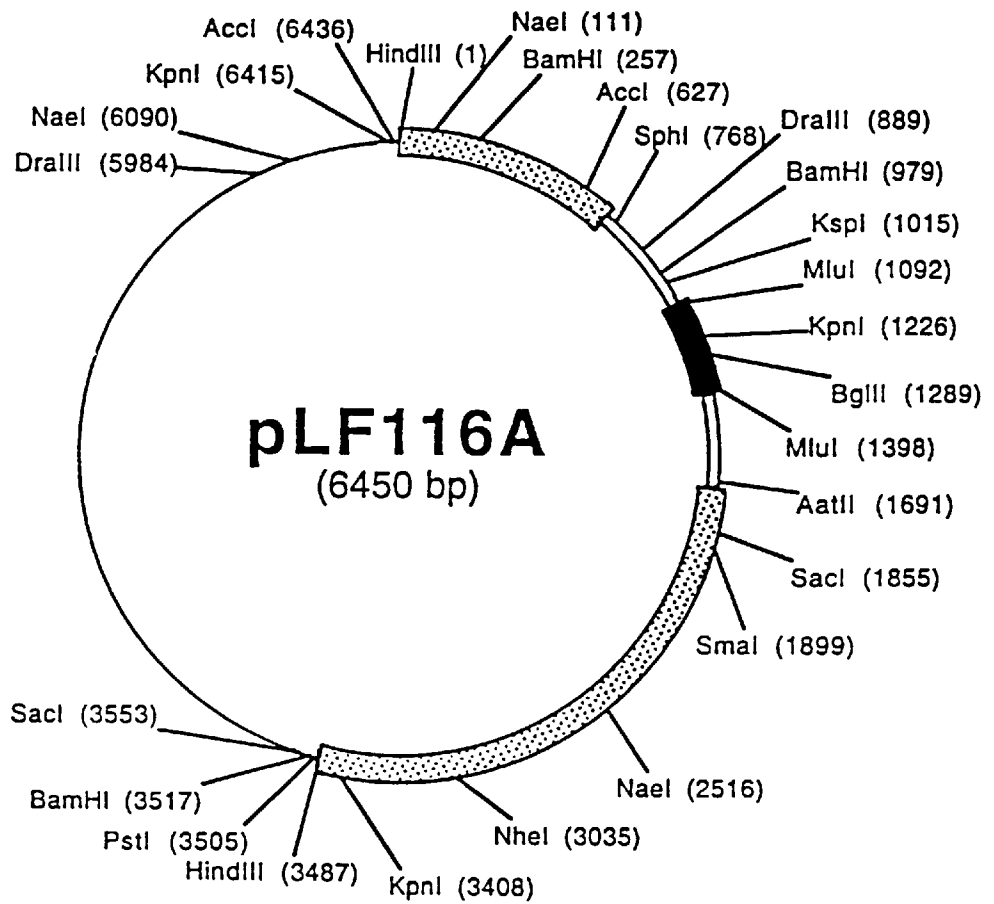 AccI (6436)
HindIII (1)
NaeI (111)
BamHI (257)
KpnI (6415)
AccI (627)
NaeI (6090)
SphI (768)
DraIII (889)
DraIII (5984)
BamHI (979)
KspI (1015)
MluI (1092)
KpnI (1226)
BglII (1289)
pLF116A
(6450 bp)
MluI (1398)
AatII (1691)
SacI (1855)
SmaI (1899)
SacI (3553)
NaeI (2516)
BamHI (3517)
NheI (3035)
PstI (3505)
HindIII (3487)
KpnI (3408)